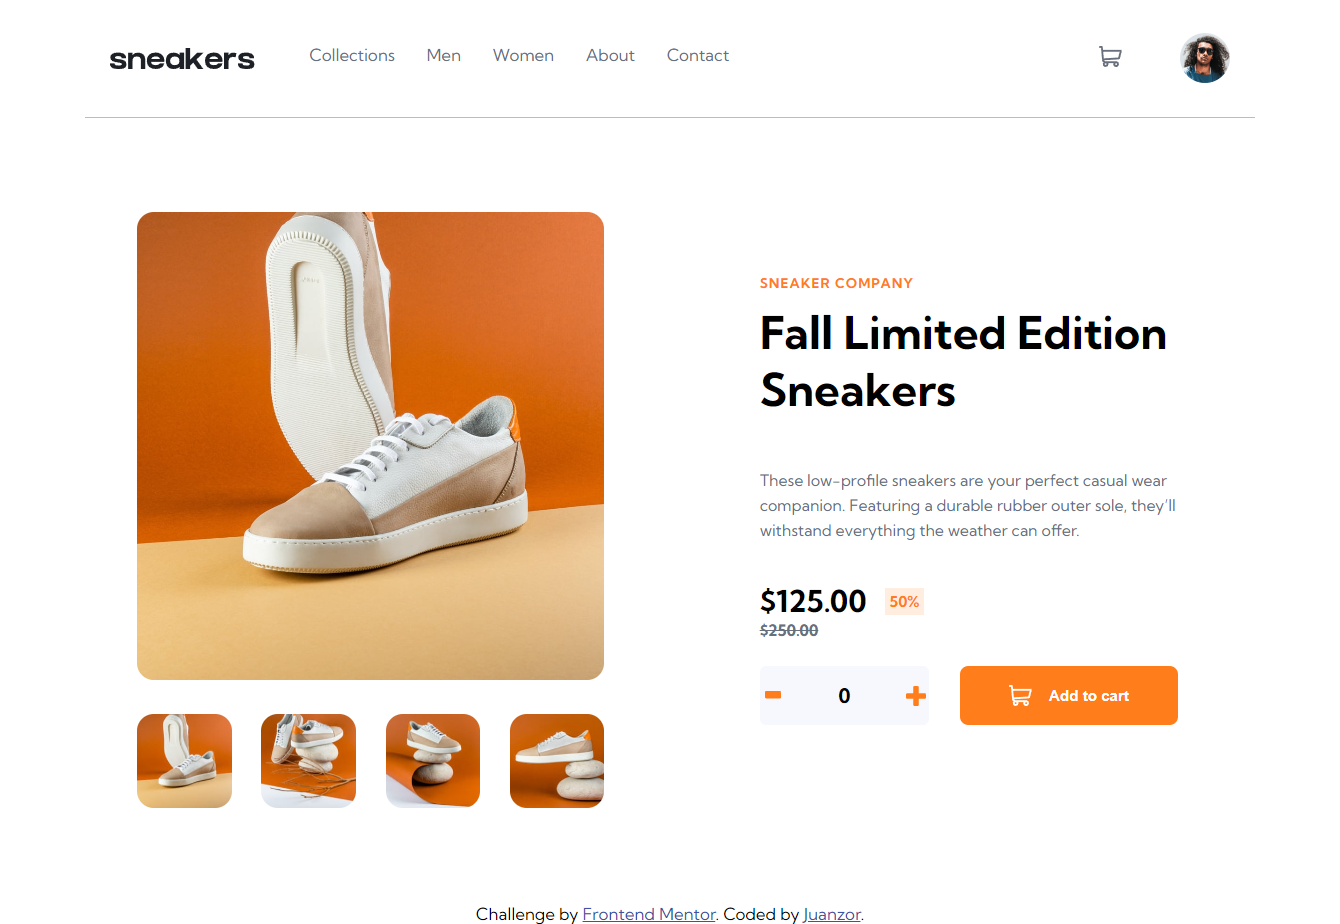 sneakers Collections Men Women About Contact
SNEAKER COMPANY
Fall Limited Edition
Sneakers
These low-profile sneakers are your perfect casual wear
companion. Featuring a durable rubber outer sole, they’ll
withstand everything the weather can offer.
$125.00 50%
$250.00
0 Add to cart
Challenge by Frontend Mentor. Coded by Juanzor.